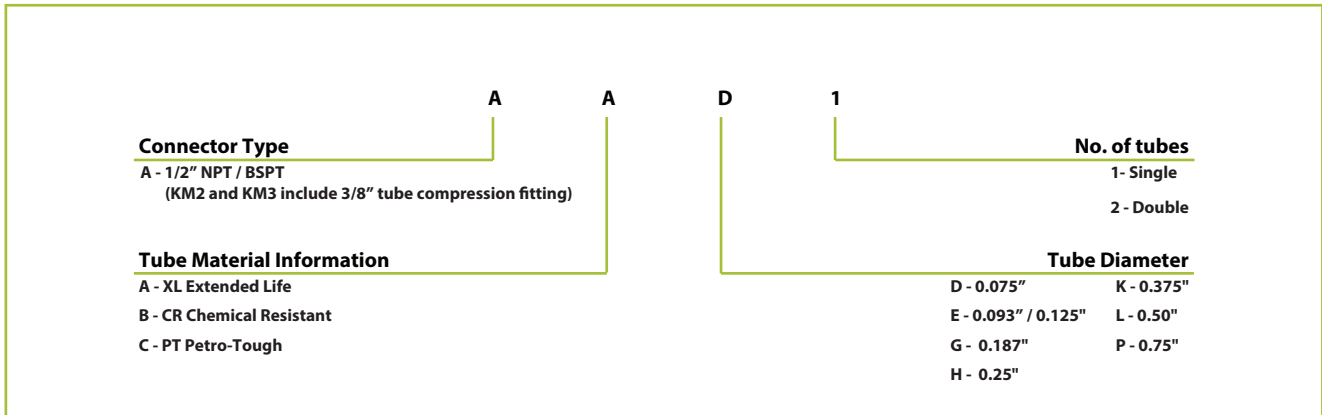 A A D 1
Connector Type
A - 1/2” NPT / BSPT
(KM2 and KM3 include 3/8” tube compression fitting)
No. of tubes
1- Single
2 - Double
Tube Material Information
A - XL Extended Life
B - CR Chemical Resistant
C - PT Petro-Tough
Tube Diameter
D - 0.075” K - 0.375"
E - 0.093” / 0.125" L - 0.50"
G - 0.187" P - 0.75"
H - 0.25"